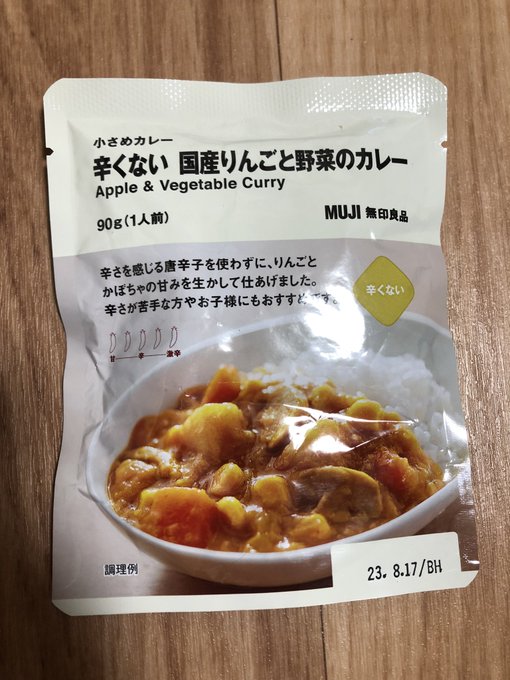 小さめカレー
辛くない 国産りんごと野菜のカレー
Apple & Vegetable Curry
90g(1人前)
MUJI 無印良品
辛さを感じる唐辛子を使わずに、りんごと
かぼちゃの甘みを生かして仕あげました。
辛さが苦手な方やお子様にもおすすめです。
辛くない
甘 辛 激辛
調理例
23. 8.17/BH